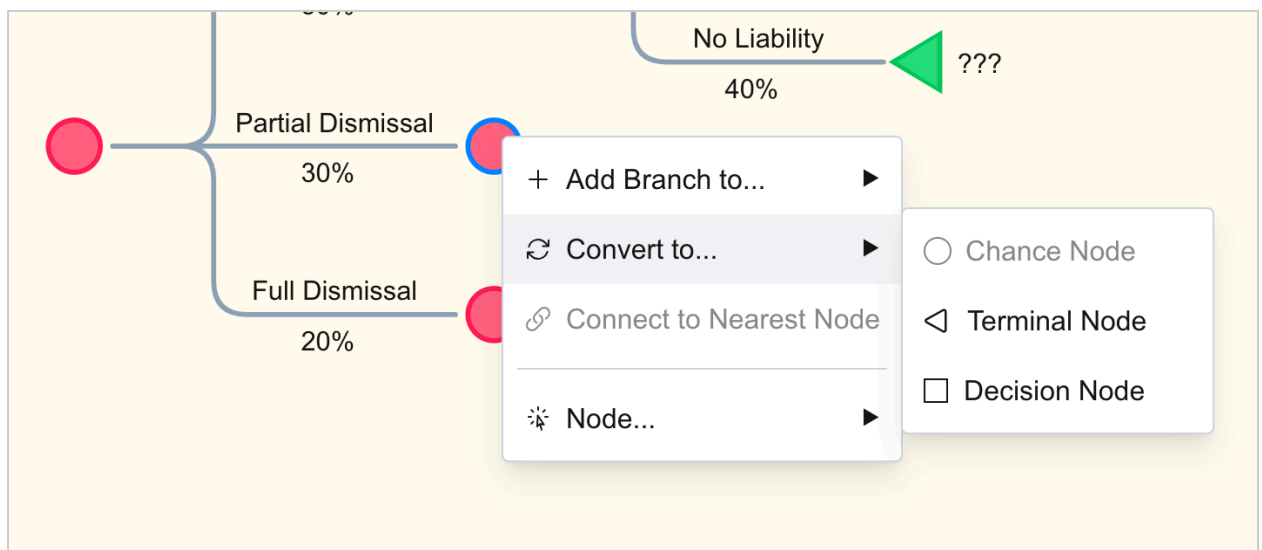 No Liability
40%
???
Partial Dismissal
30%
Add Branch to...
Convert to...
Chance Node
Full Dismissal
20%
Connect to Nearest Node
Terminal Node
Decision Node
Node...